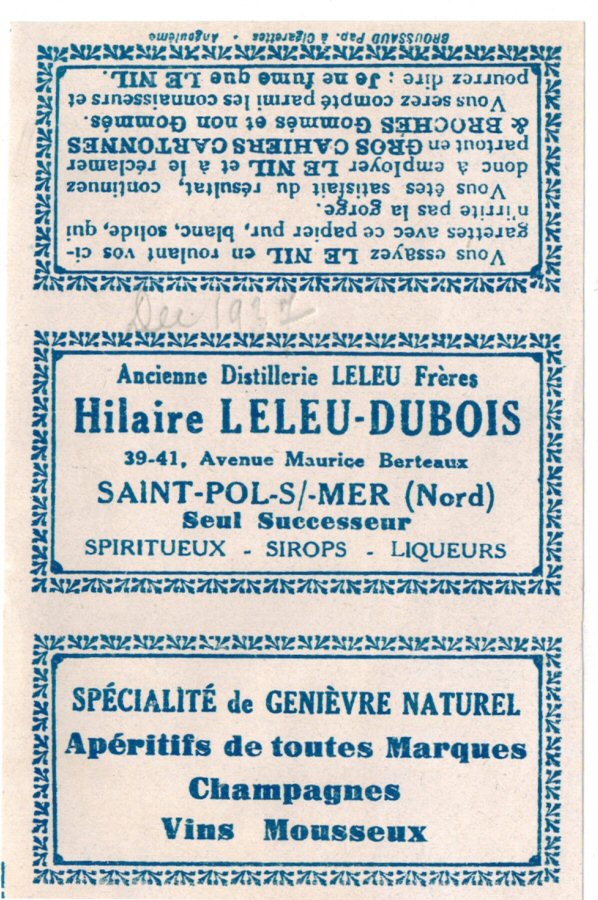 BROUSSAUD Pap. à Cigarettes • Angoulême
Vous essayez LE NIL en roulant vos ci-
garettes avec ce papier pur, blanc, solide, qui
n'irrite pas la gorge.
Vous êtes satisfait du résultat, continuez
donc à employer LE NIL et à le réclamer
partout en GROS CAHIERS CARTONNES
& BROCHES Gommés et non Gommés.
Vous serez compté parmi les connaisseurs et
pourrez dire : Je ne fume que LE NIL.
Dec 1937
Ancienne Distillerie LELEU Frères
Hilaire LELEU-DUBOIS
39-41, Avenue Maurice Berteaux
SAINT-POL-S/-MER (Nord)
Seul Successeur
SPIRITUEUX - SIROPS - LIQUEURS
SPÉCIALITÉ de GENIÈVRE NATUREL
Apéritifs de toutes Marques
Champagnes
Vins Mousseux